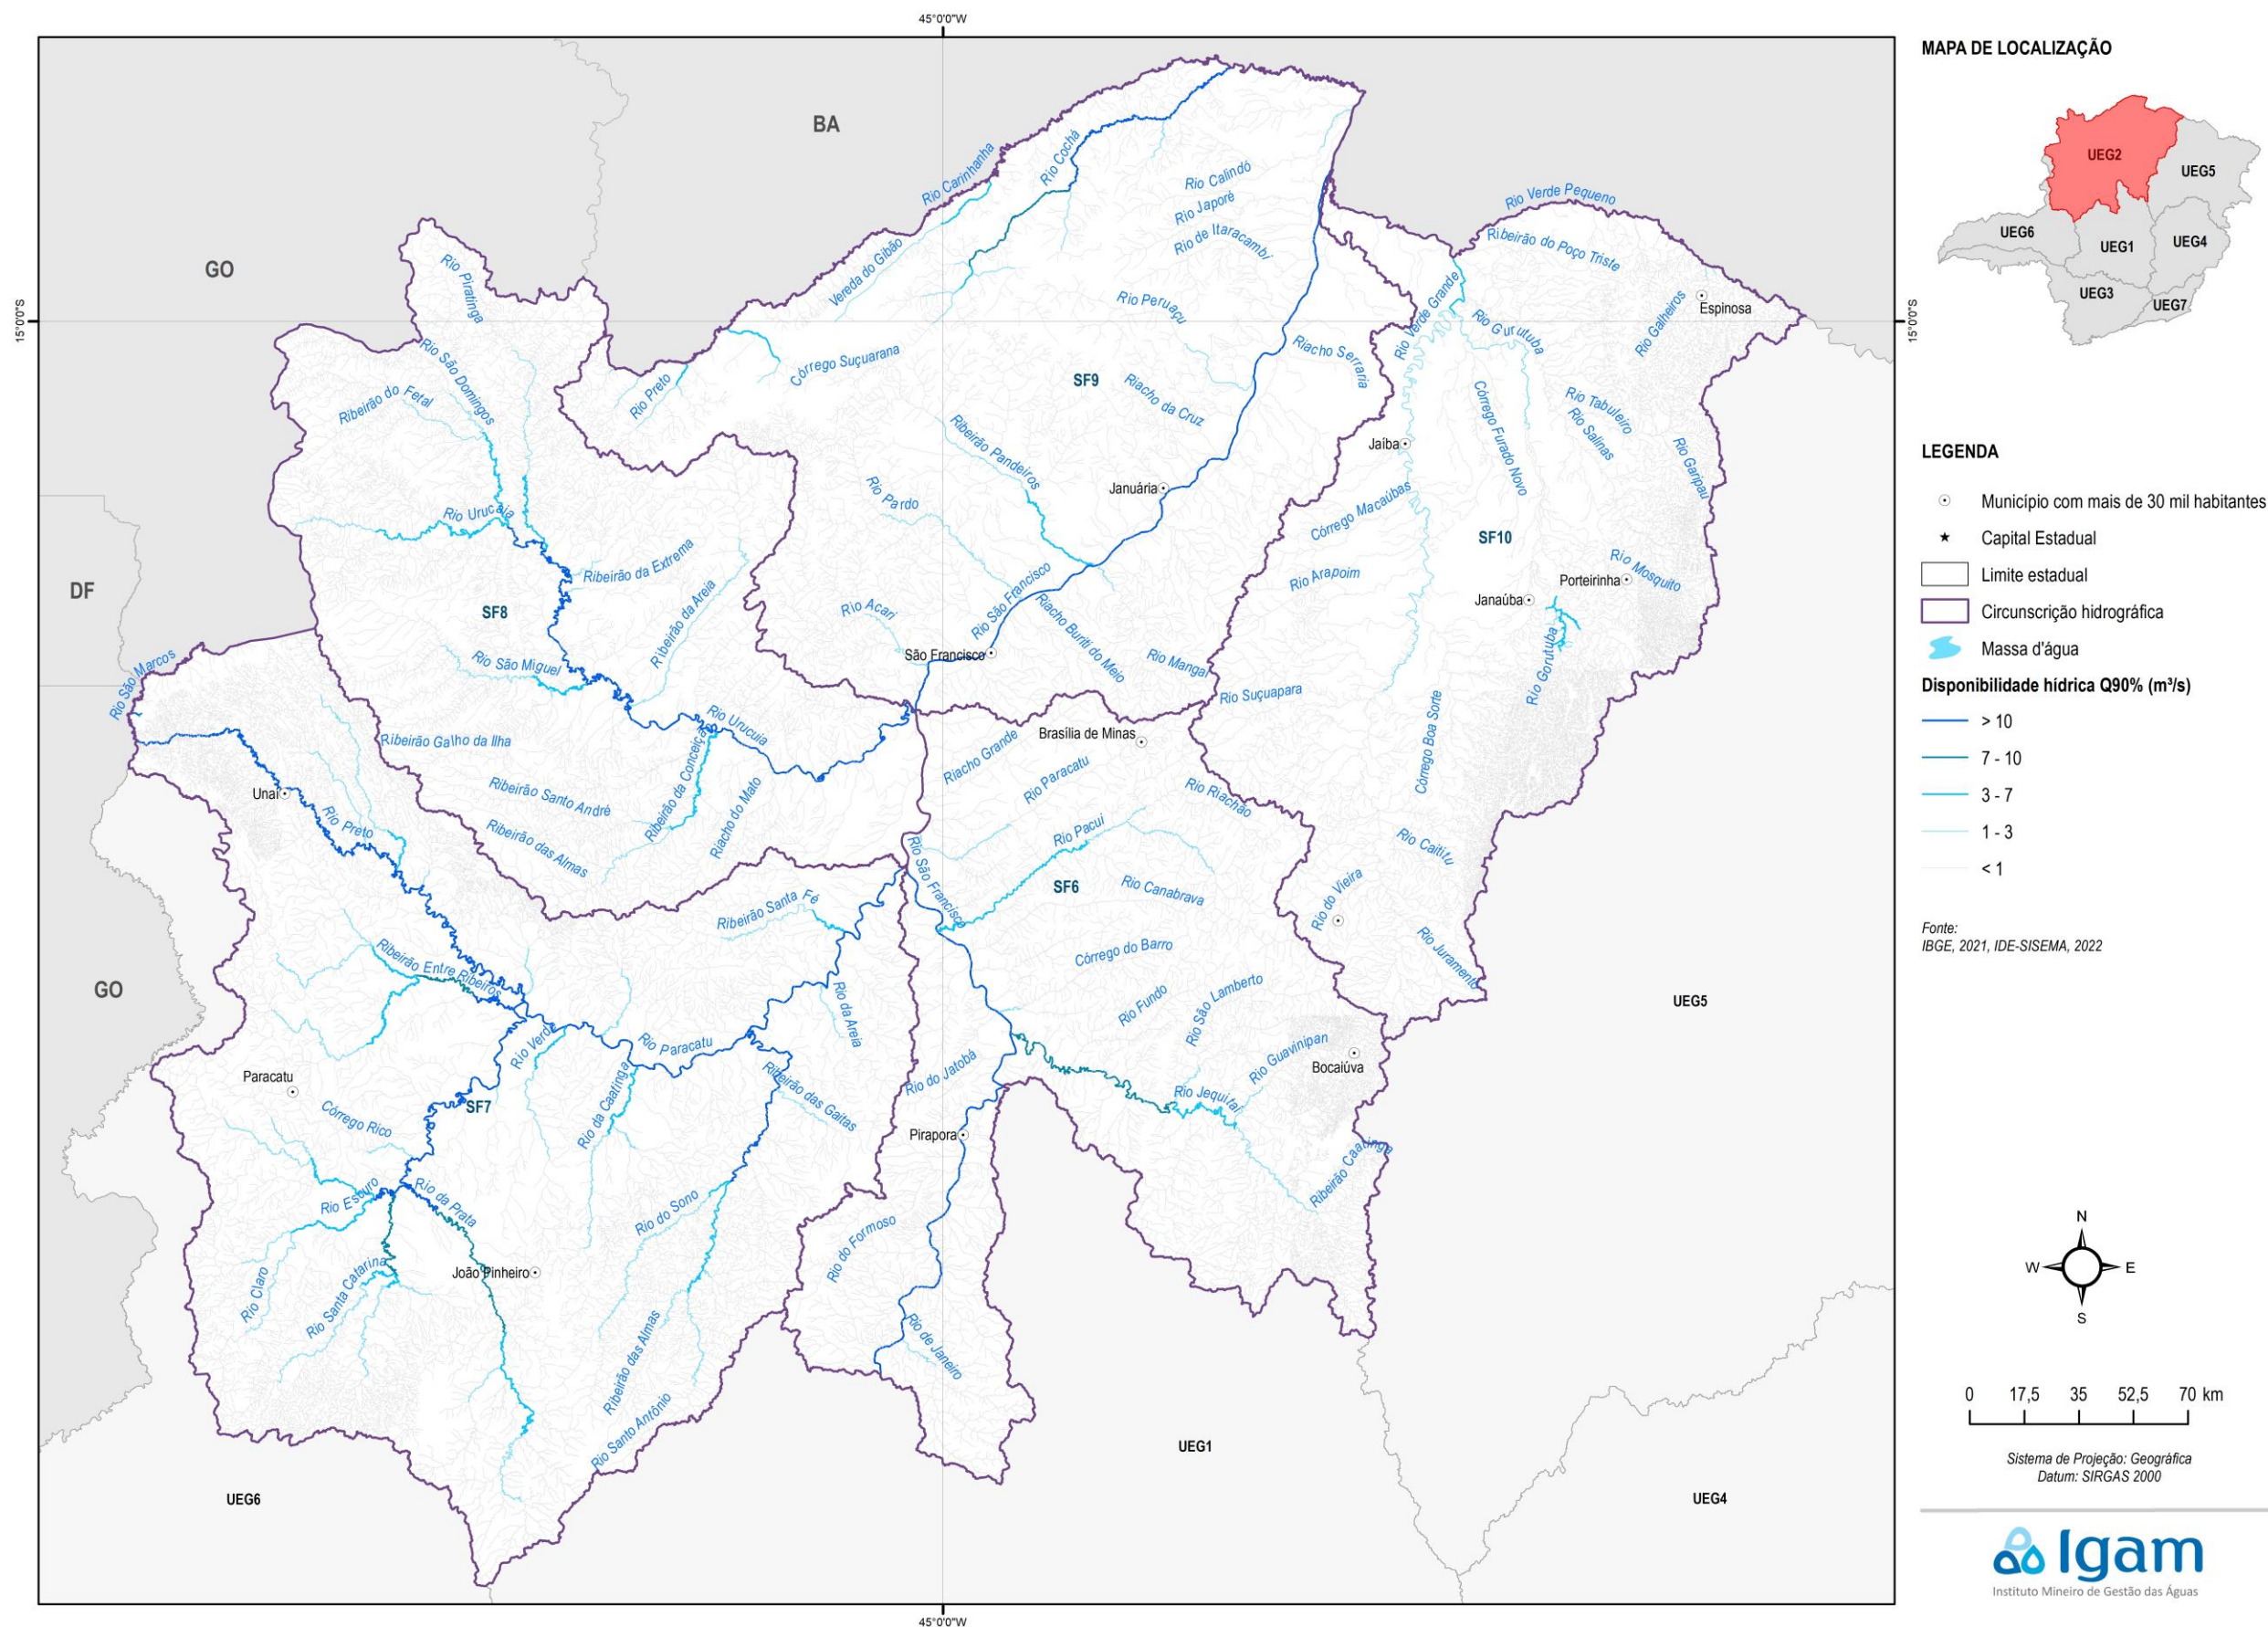 45°0'0"W
15°0'0"S
BA
GO
DF
GO
Rio Cochá
Rio Carinhanha
Rio Calindó
Rio Japoré
Rio de Itaracambí
Vereda do Gibão
Rio Verde Pequeno
Ribeirão do Poço Triste
Rio Piratinga
Rio Peruaçu
Rio Verde Grande
Rio Gurutuba
Rio Galheiros
Espinosa
15°0'0"S
Rio São Domingos
Ribeirão do Fetal
Rio Preto
Córrego Suçuarana
SF9
Riacho Serraria
Riacho da Cruz
Córrego Furado Novo
Rio Tabuleiro
Rio Salinas
Rio Garipau
Jaíba
Ribeirão Pandeiros
Januária
Rio Pardo
Córrego Macaúbas
SF10
Rio Urucaia
Ribeirão da Extrema
Ribeirão da Areia
Rio São Francisco
Rio Arapoim
Rio Mosquito
Porteirinha
Janaúba
SF8
Rio Acari
Riacho Buriti do Meio
São Francisco
Rio Mangal
Rio Gorutuba
Rio São Marcos
Rio São Miguel
Rio Suçuapara
Córrego Boa Sorte
Rio Urucuia
Ribeirão Galho da Ilha
Ribeirão da Conceição
Riacho Grande
Brasília de Minas
Rio Paracatu
Rio Riachão
Ribeirão Santo André
Riacho do Mato
Unaí
Rio Preto
Ribeirão das Almas
Rio Pacuí
Rio Caititu
Rio São Francisco
SF6
Rio Canabrava
Rio do Vieira
Ribeirão Santa Fé
Ribeirão Entre Ribeiros
Córrego do Barro
Rio Juramento
Rio da Areia
Rio Fundo
Rio São Lamberto
UEG5
Rio Verde
Rio Paracatu
Rio Guavinipan
Bocaiúva
Paracatu
SF7
Rio da Caatinga
Ribeirão das Gaitas
Rio do Jatobá
Rio Jequitaí
Córrego Rico
Pirapora
Ribeirão Caatinga
Rio Escuro
Rio da Prata
Rio do Sono
Rio do Formoso
João Pinheiro
Rio Claro
Rio Santa Catarina
Ribeirão das Almas
Rio de Janeiro
Rio Santo Antônio
UEG1
UEG6
UEG4
45°0'0"W
MAPA DE LOCALIZAÇÃO
UEG2
UEG5
UEG6
UEG1
UEG4
UEG3
UEG7
LEGENDA
Município com mais de 30 mil habitantes
Capital Estadual
Limite estadual
Circunscrição hidrográfica
Massa d'água
Disponibilidade hídrica Q90% (m³/s)
> 10
7 - 10
3 - 7
1 - 3
< 1
Fonte:
IBGE, 2021, IDE-SISEMA, 2022
N
W E
S
0 17,5 35 52,5 70 km
Sistema de Projeção: Geográfica
Datum: SIRGAS 2000
Igam
Instituto Mineiro de Gestão das Águas